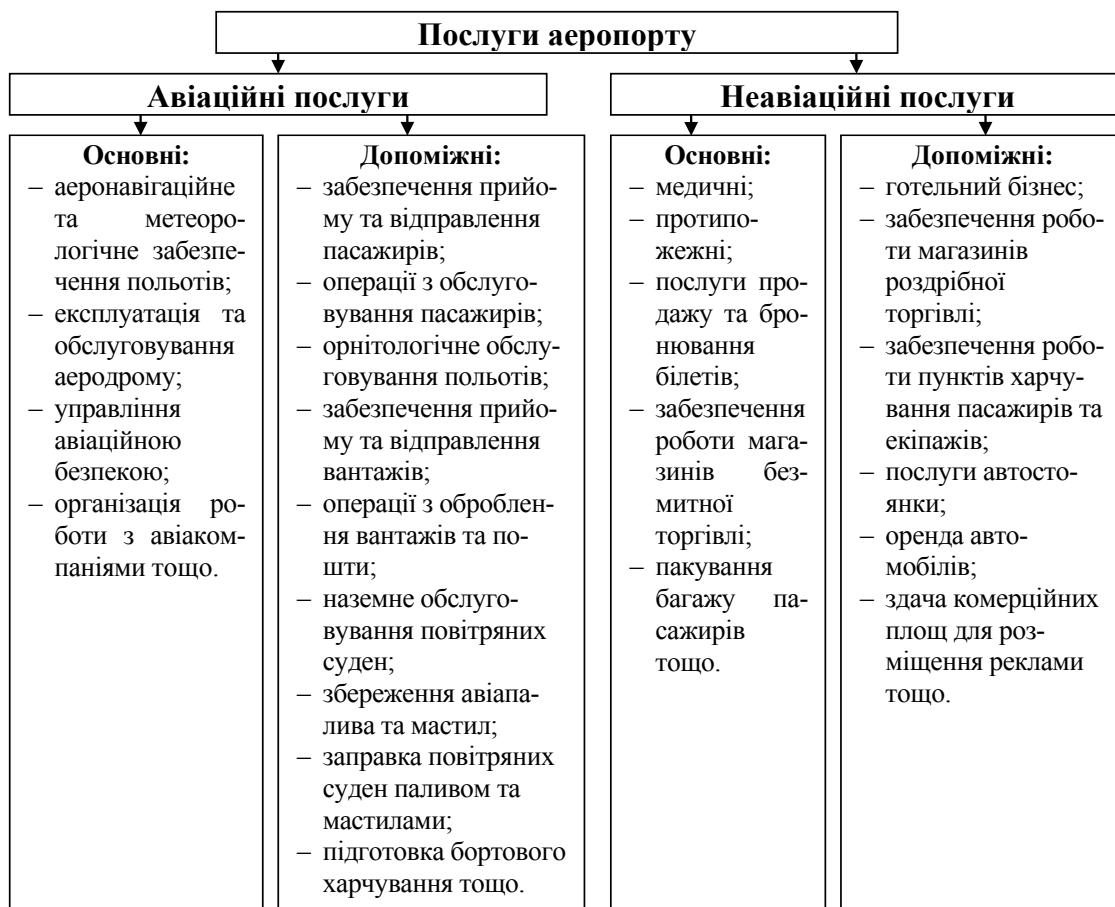 Послуги аеропорту
Авіаційні послуги
Неавіаційні послуги
Основні:
– аеронавігаційне
та метеоро-
логічне забезпе-
чення польотів;
– експлуатація та
обслуговування
аеродрому;
– управління
авіаційною
безпекою;
– організація ро-
боти з авіаком-
паніями тощо.
Допоміжні:
– забезпечення прийо-
му та відправлення
пасажирів;
– операції з обслуго-
вування пасажирів;
– орнітологічне обслу-
говування польотів;
– забезпечення прийо-
му та відправлення
вантажів;
– операції з оброблен-
ня вантажів та по-
шти;
– наземне обслуго-
вування повітряних
суден;
– збереження авіапа-
лива та мастил;
– заправка повітряних
суден паливом та
мастилами;
– підготовка бортового
харчування тощо.
Основні:
– медичні;
– протипо-
жежні;
– послуги про-
дажу та бро-
нювання
білетів;
– забезпечення
роботи мага-
зинів без-
митної
торгівлі;
– пакування
багажу па-
сажирів
тощо.
Допоміжні:
– готельний бізнес;
– забезпечення робо-
ти магазинів
роздрібної
торгівлі;
– забезпечення робо-
ти пунктів харчу-
вання пасажирів та
екіпажів;
– послуги автосто-
янки;
– оренда авто-
мобілів;
– здача комерційних
площ для роз-
міщення реклами
тощо.